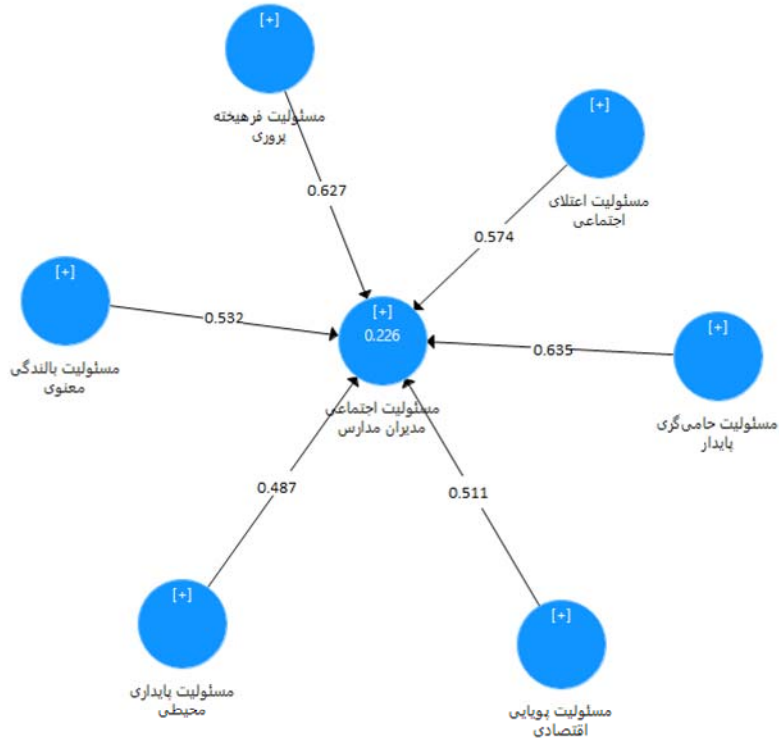 [+]
مسئولیت فرهیخته
پروری
[+]
مسئولیت اعتلای
اجتماعی
0.627
0.574
[+]
مسئولیت بالندگی
معنوی
0.532
[+]
0.226
مسئولیت اجتماعی
مدیران مدارس
0.635
[+]
مسئولیت حامی‌گری
پایدار
0.487
0.511
[+]
مسئولیت پایداری
محیطی
[+]
مسئولیت پویایی
اقتصادی